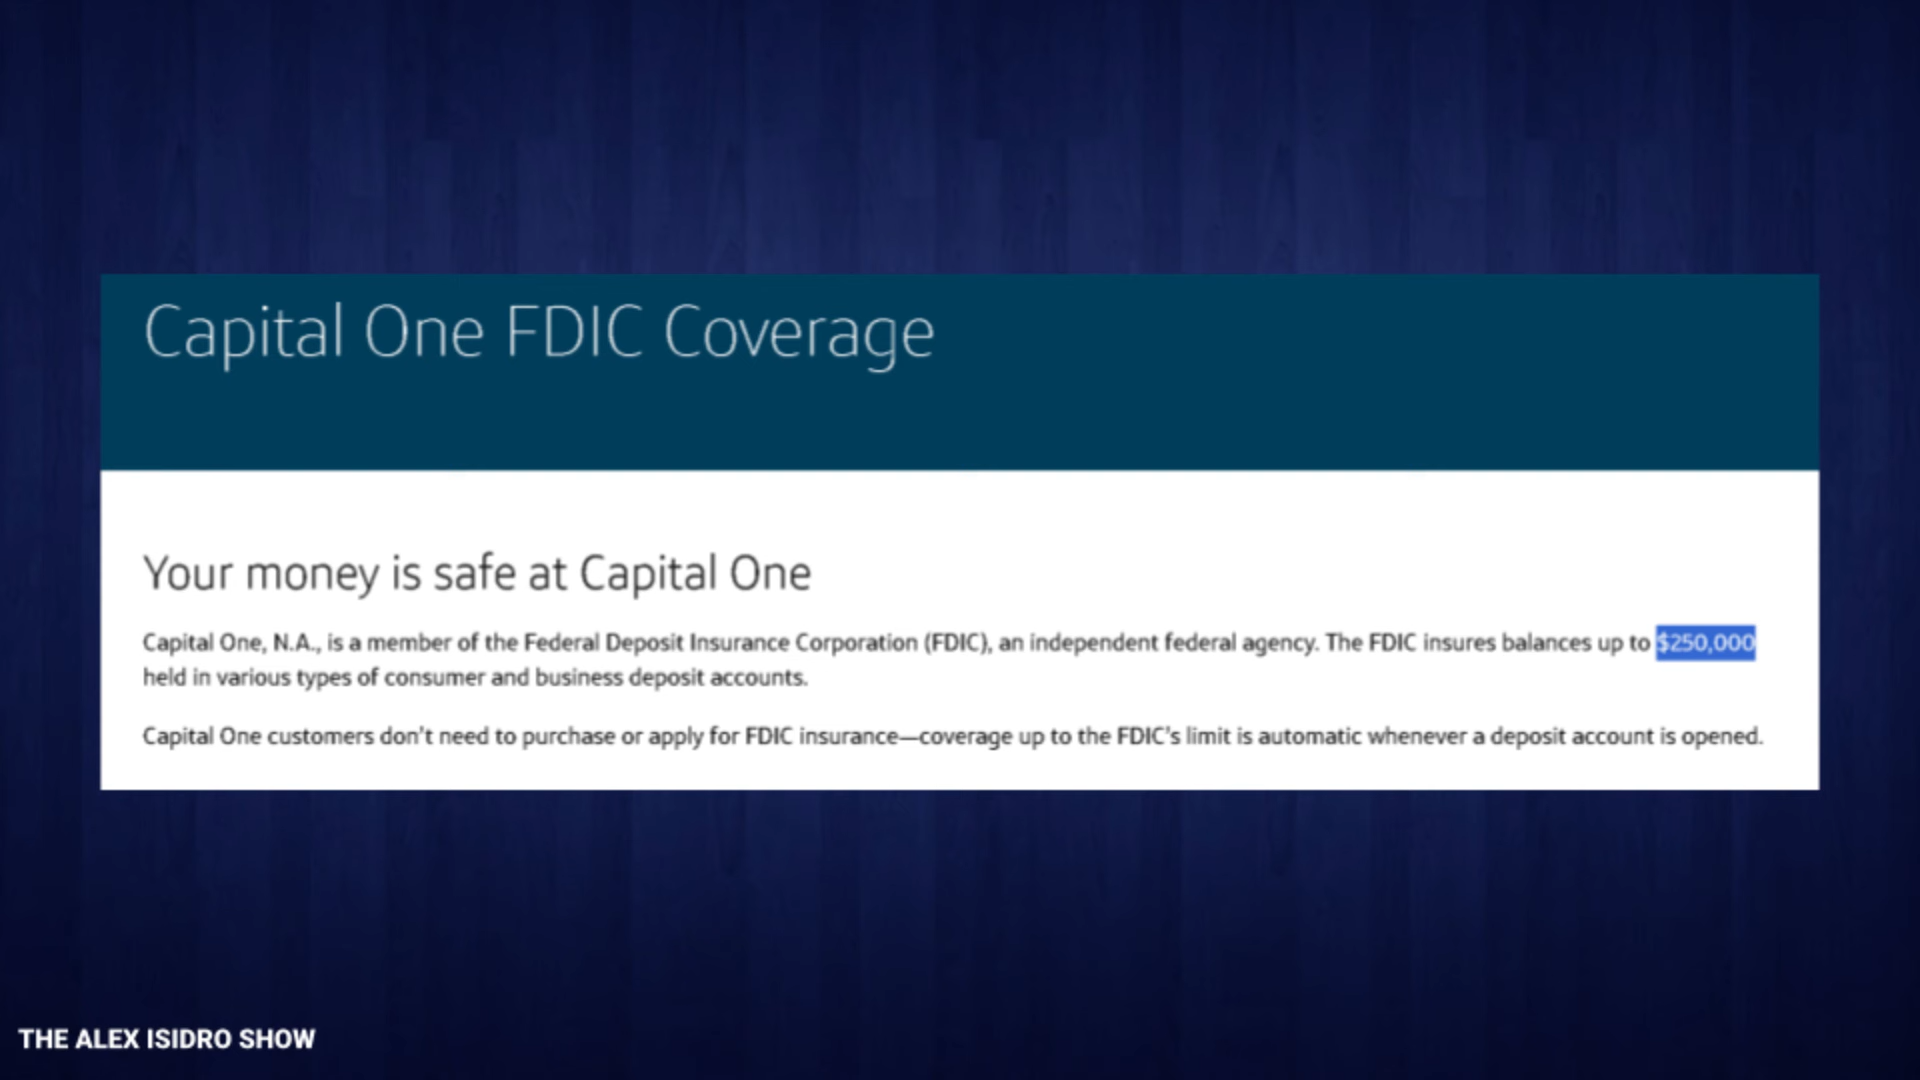 Capital One FDIC Coverage
Your money is safe at Capital One
Capital One, N.A., is a member of the Federal Deposit Insurance Corporation (FDIC), an independent federal agency. The FDIC insures balances up to $250,000
held in various types of consumer and business deposit accounts.
Capital One customers don't need to purchase or apply for FDIC insurance—coverage up to the FDIC's limit is automatic whenever a deposit account is opened.
THE ALEX ISIDRO SHOW